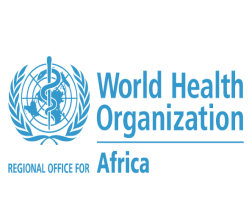 World Health
Organization
REGIONAL OFFICE FOR Africa